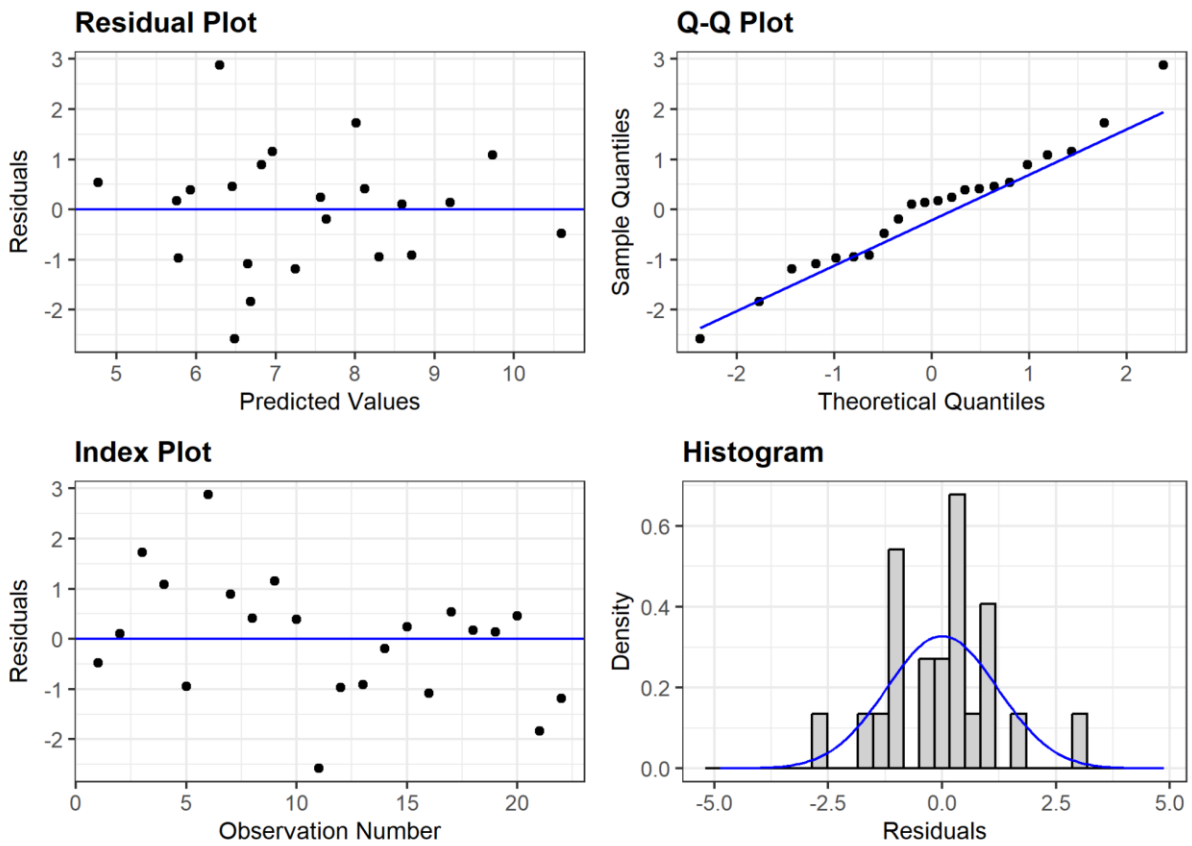 Residual Plot
3
2
1
0
-1
-2
Residuals
5 6 7 8 9 10
Predicted Values
Q-Q Plot
3
2
1
0
-1
-2
Sample Quantiles
-2 -1 0 1 2
Theoretical Quantiles
Index Plot
3
2
1
0
-1
-2
Residuals
0 5 10 15 20
Observation Number
Histogram
0.6
0.4
0.2
0.0
Density
-5.0 -2.5 0.0 2.5 5.0
Residuals